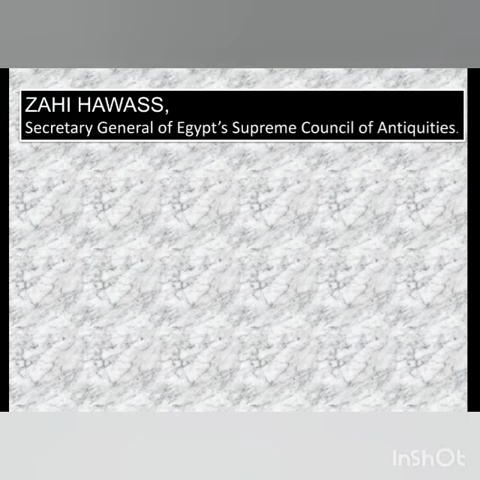 ZAHI HAWASS,
Secretary General of Egypt's Supreme Council of Antiquities.
InShOt